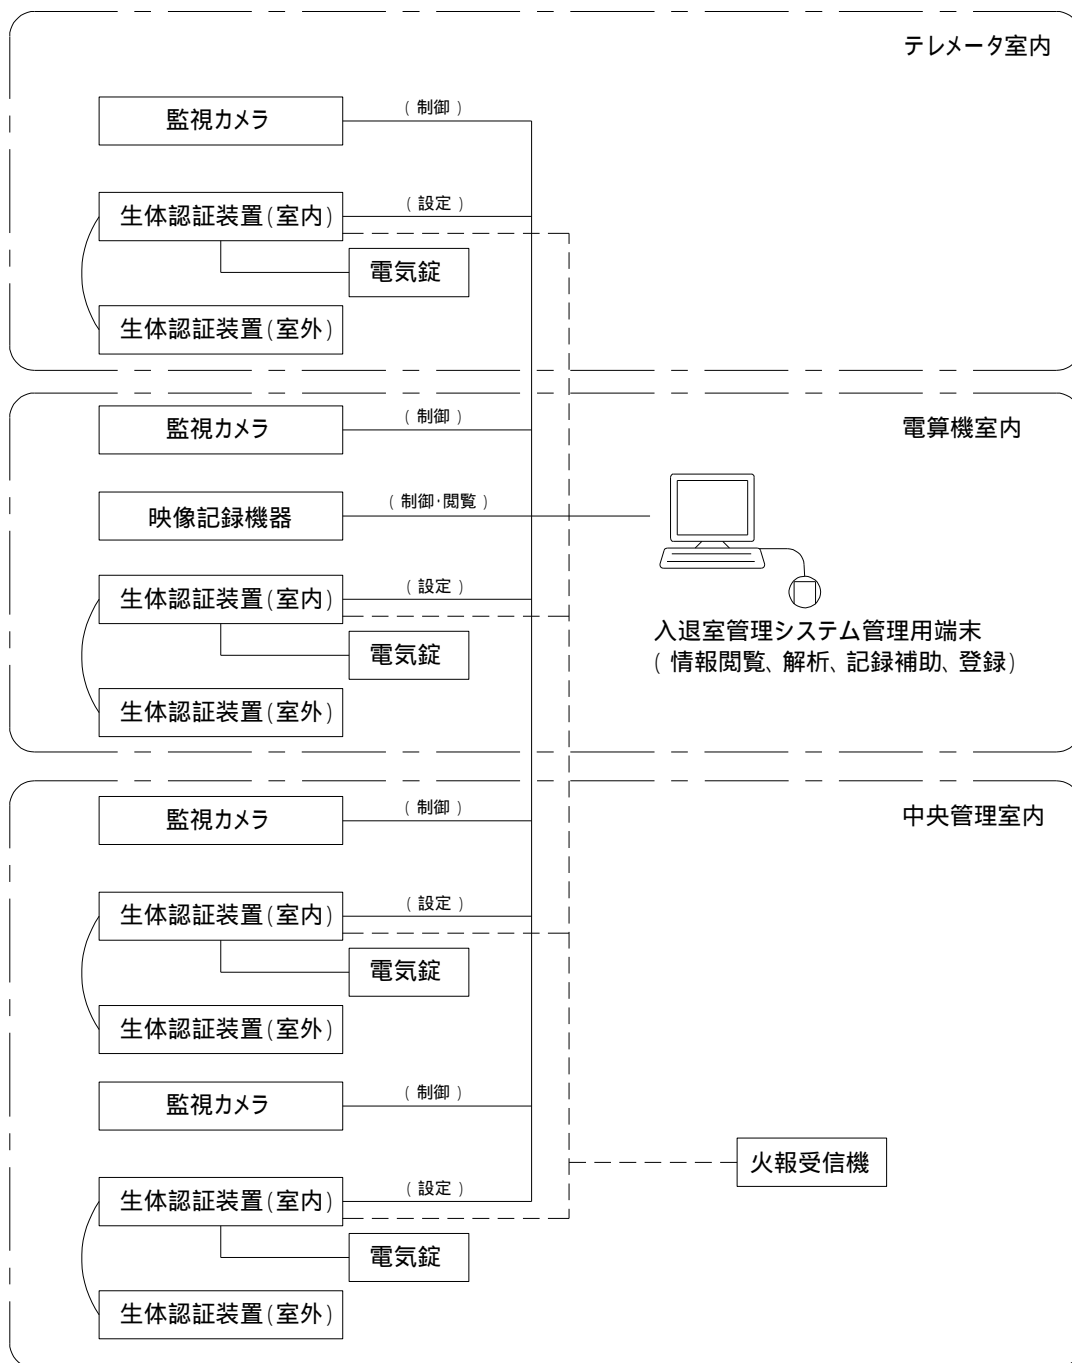 テレメータ室内
監視カメラ
(制御)
生体認証装置(室内)
(設定)
電気錠
生体認証装置(室外)
監視カメラ
(制御)
電算機室内
映像記録機器
(制御・閲覧)
生体認証装置(室内)
(設定)
電気錠
生体認証装置(室外)
入退室管理システム管理用端末
(情報閲覧、解析、記録補助、登録)
監視カメラ
(制御)
中央管理室内
生体認証装置(室内)
(設定)
電気錠
生体認証装置(室外)
監視カメラ
(制御)
火報受信機
生体認証装置(室内)
(設定)
電気錠
生体認証装置(室外)